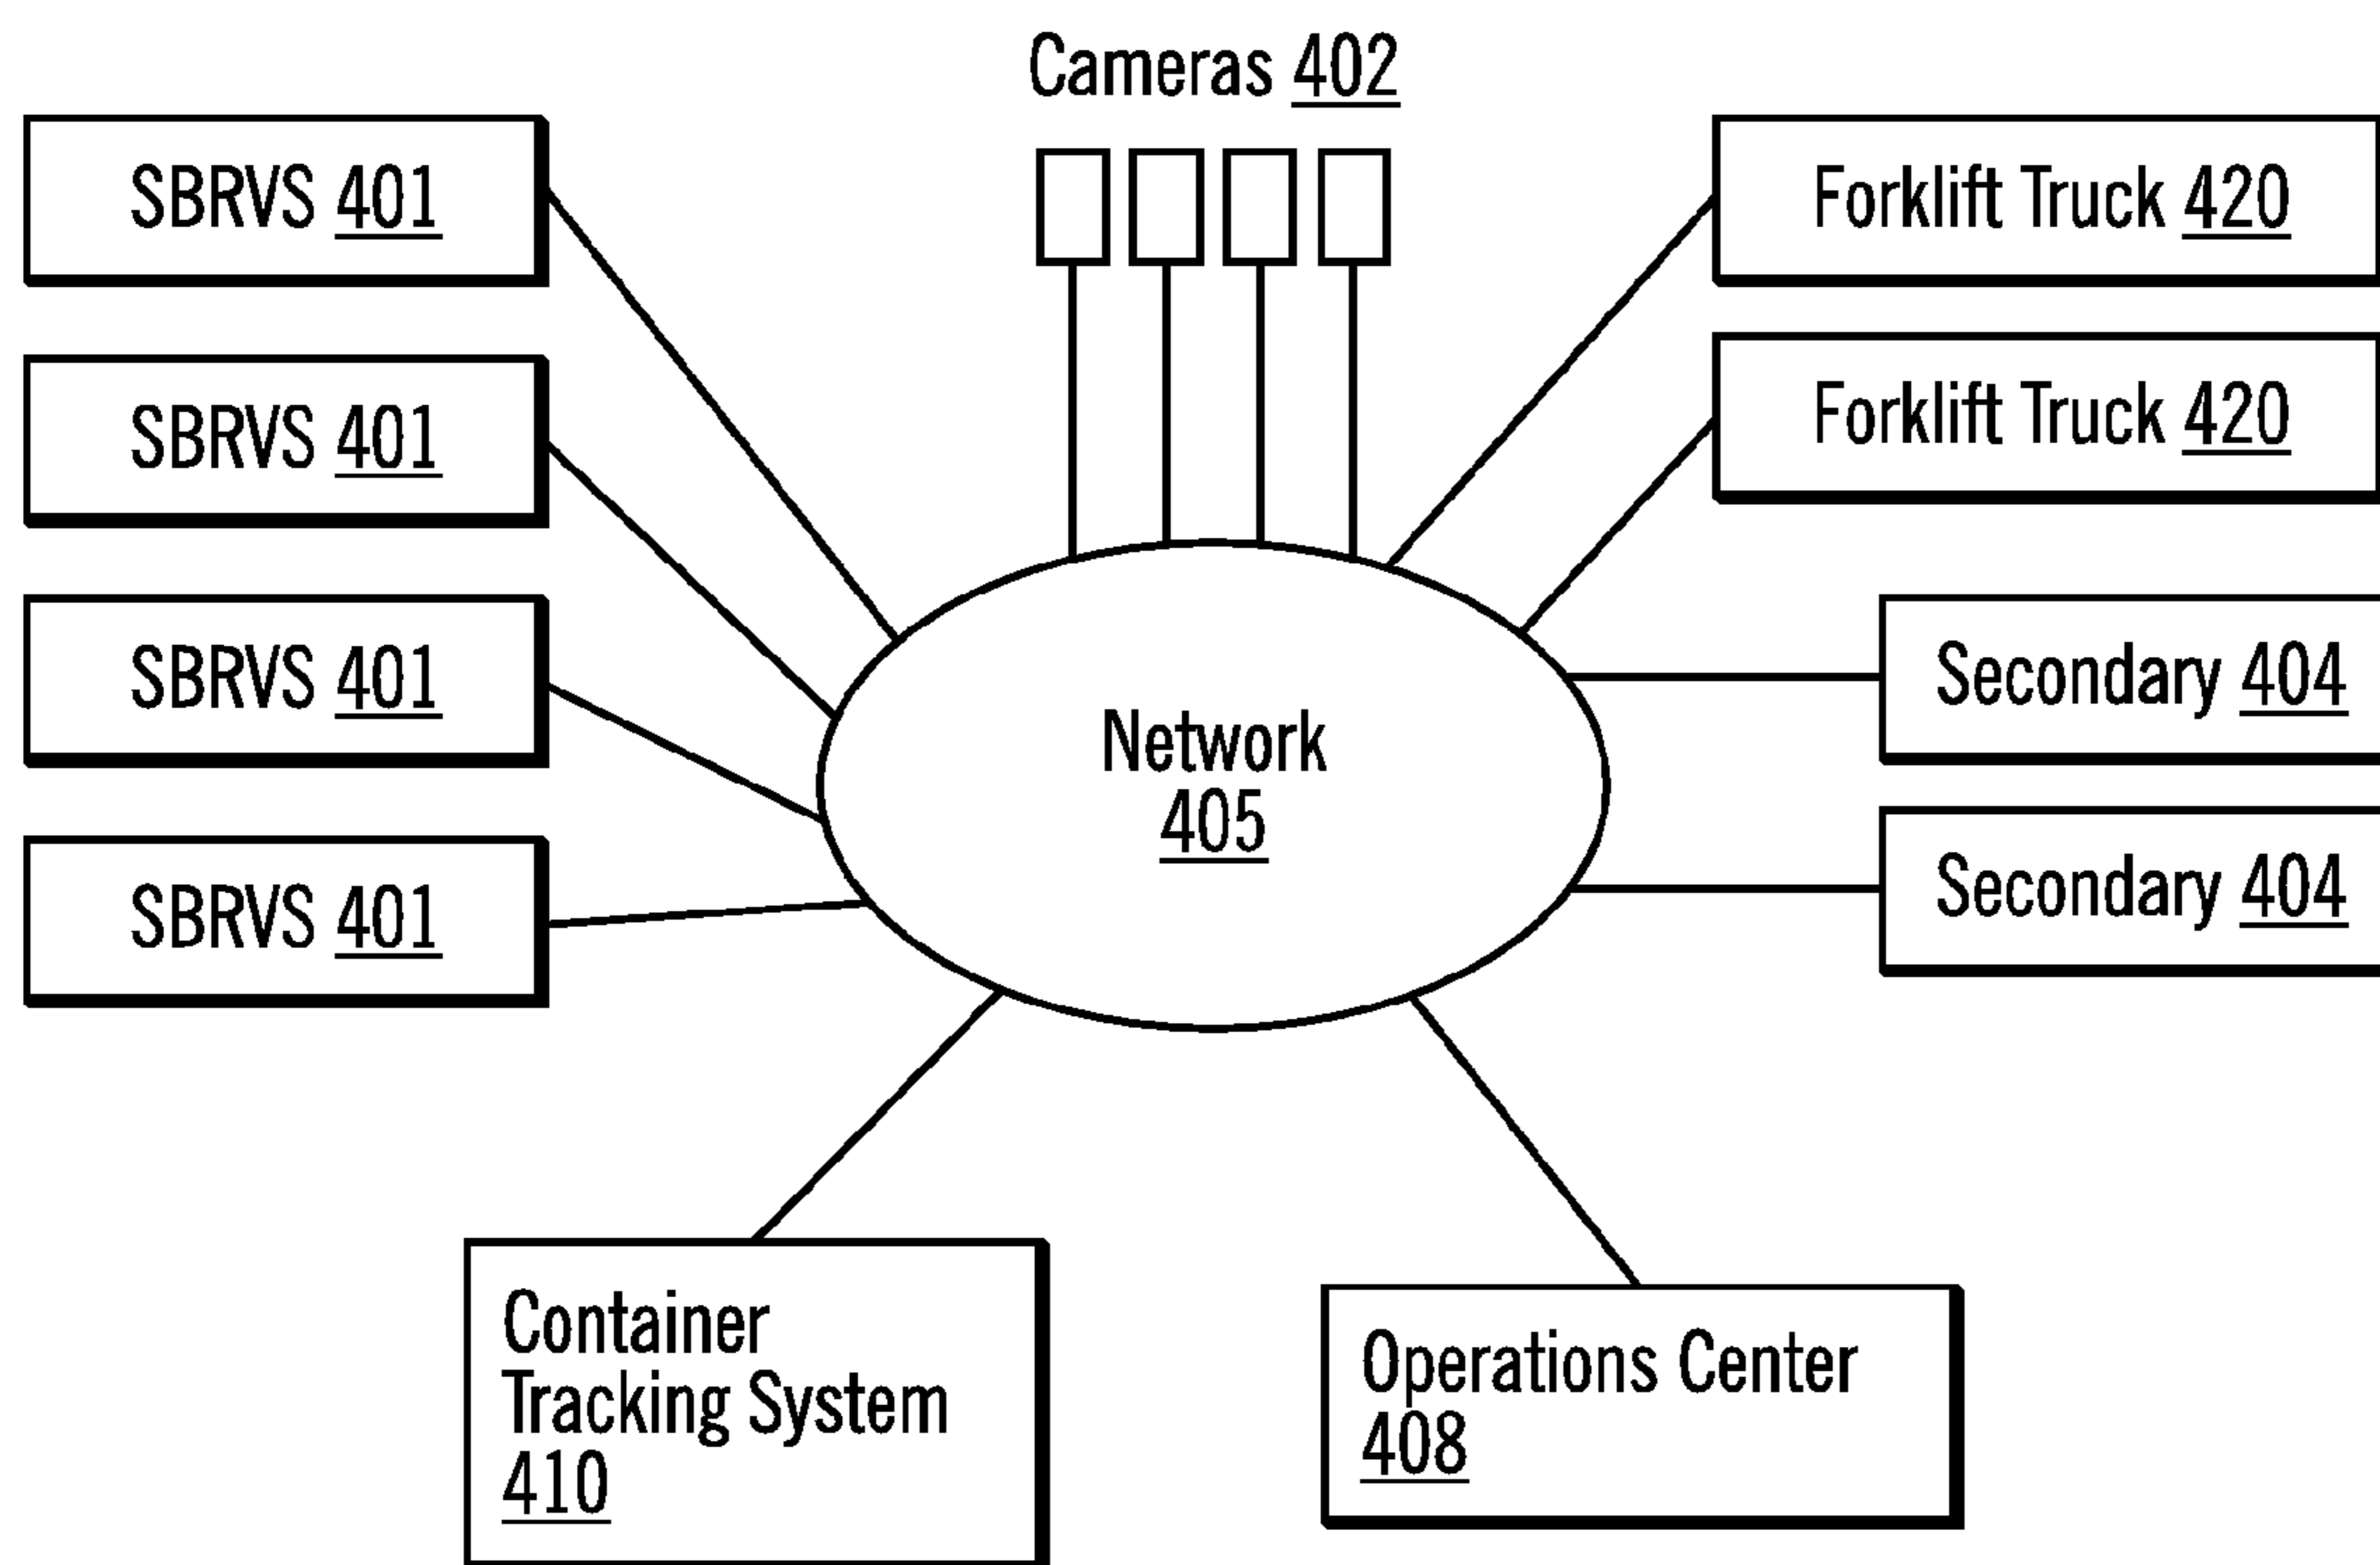 Cameras 402
SBRVS 401
SBRVS 401
SBRVS 401
SBRVS 401
Forklift Truck 420
Forklift Truck 420
Secondary 404
Secondary 404
Network
405
Container
Tracking System
410
Operations Center
408